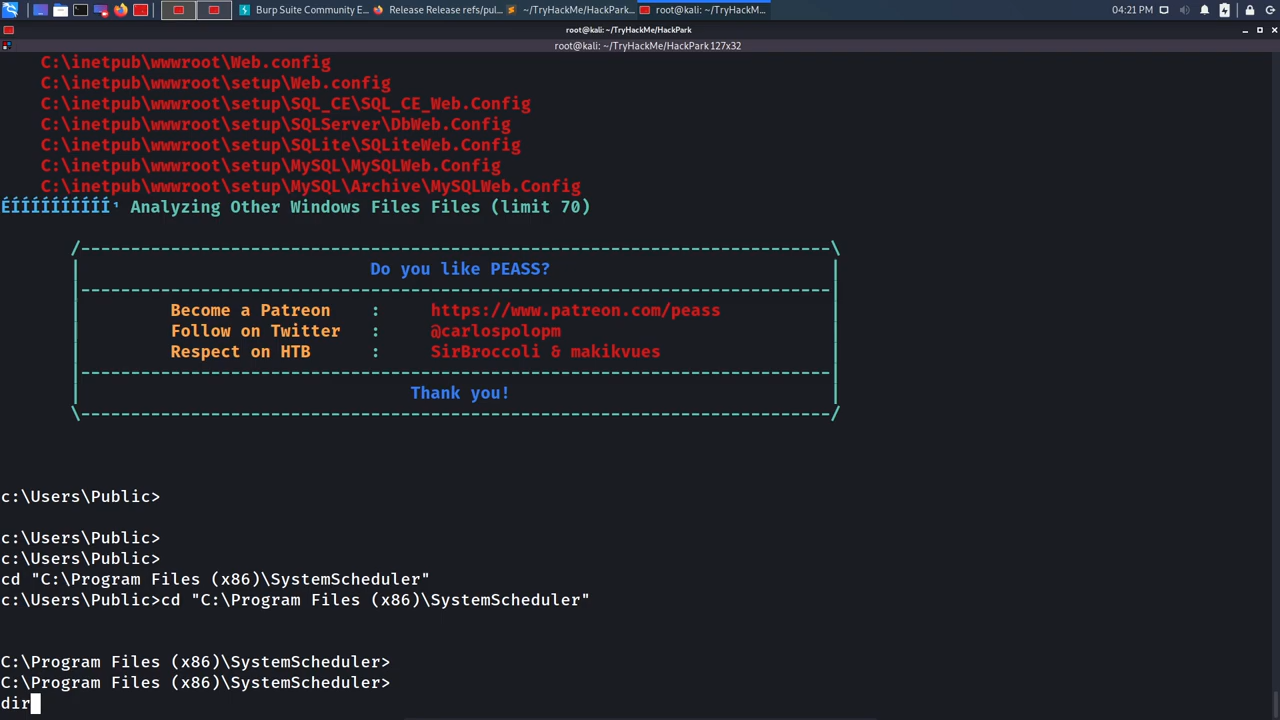 Burp Suite Community E...
Release Release refs/pul...
~/TryHackMe/HackPark...
root@kali: ~/TryHackM...
04:21 PM
root@kali: ~/TryHackMe/HackPark
root@kali: ~/TryHackMe/HackPark 127x32
C:\inetpub\wwwroot\Web.config
C:\inetpub\wwwroot\setup\Web.config
C:\inetpub\wwwroot\setup\SQL_CE\SQL_CE_Web.Config
C:\inetpub\wwwroot\setup\SQLServer\DbWeb.Config
C:\inetpub\wwwroot\setup\SQLite\SQLiteWeb.Config
C:\inetpub\wwwroot\setup\MySQL\MySQLWeb.Config
C:\inetpub\wwwroot\setup\MySQL\Archive\MySQLWeb.Config
ÉÍÍÍÍÍÍÍÍÍÍ¹ Analyzing Other Windows Files Files (limit 70)
/---------------------------------------------------------------------------\
| Do you like PEASS? |
|---------------------------------------------------------------------------|
| Become a Patreon : https://www.patreon.com/peass |
| Follow on Twitter : @carlospolopm |
| Respect on HTB : SirBroccoli & makikvues |
|---------------------------------------------------------------------------|
| Thank you! |
\---------------------------------------------------------------------------/
c:\Users\Public>
c:\Users\Public>
c:\Users\Public>
cd "C:\Program Files (x86)\SystemScheduler"
c:\Users\Public>cd "C:\Program Files (x86)\SystemScheduler"
C:\Program Files (x86)\SystemScheduler>
C:\Program Files (x86)\SystemScheduler>
dir